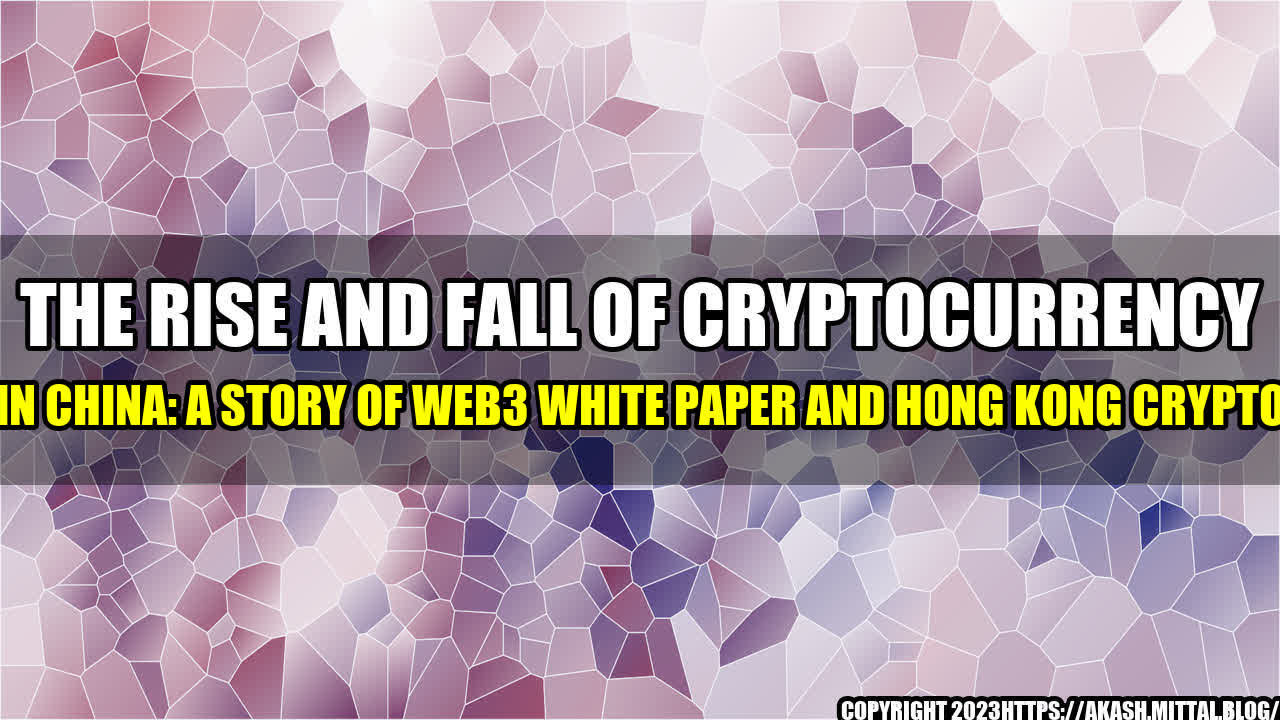 THE RISE AND FALL OF CRYPTOCURRENCY
IN CHINA: A STORY OF WEB3 WHITE PAPER AND HONG KONG CRYPTO
COPYRIGHT 2023HTTPS://AKASH.MITTAL.BLOG/